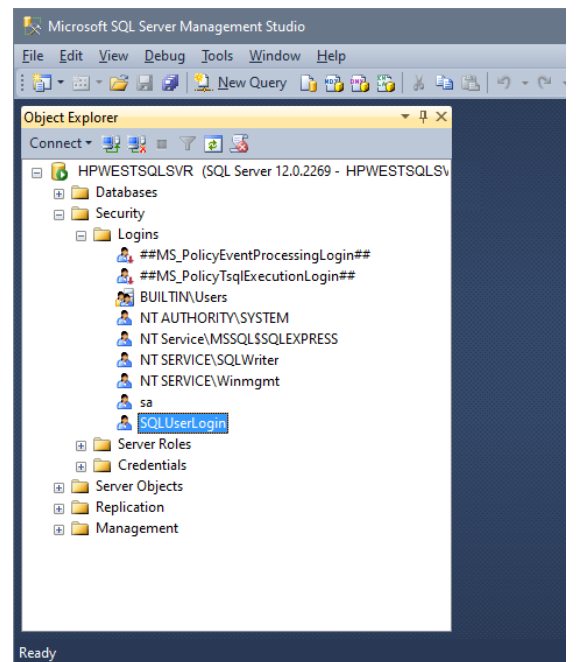 Microsoft SQL Server Management Studio
File Edit View Debug Tools Window Help
New Query
Object Explorer
Connect
HPWESTSQLSVR (SQL Server 12.0.2269 - HPWESTSQLSV
Databases
Security
Logins
##MS_PolicyEventProcessingLogin##
##MS_PolicyTsqlExecutionLogin##
BUILTIN\Users
NT AUTHORITY\SYSTEM
NT Service\MSSQL$SQLEXPRESS
NT SERVICE\SQLWriter
NT SERVICE\Winmgmt
sa
SQLUserLogin
Server Roles
Credentials
Server Objects
Replication
Management
Ready